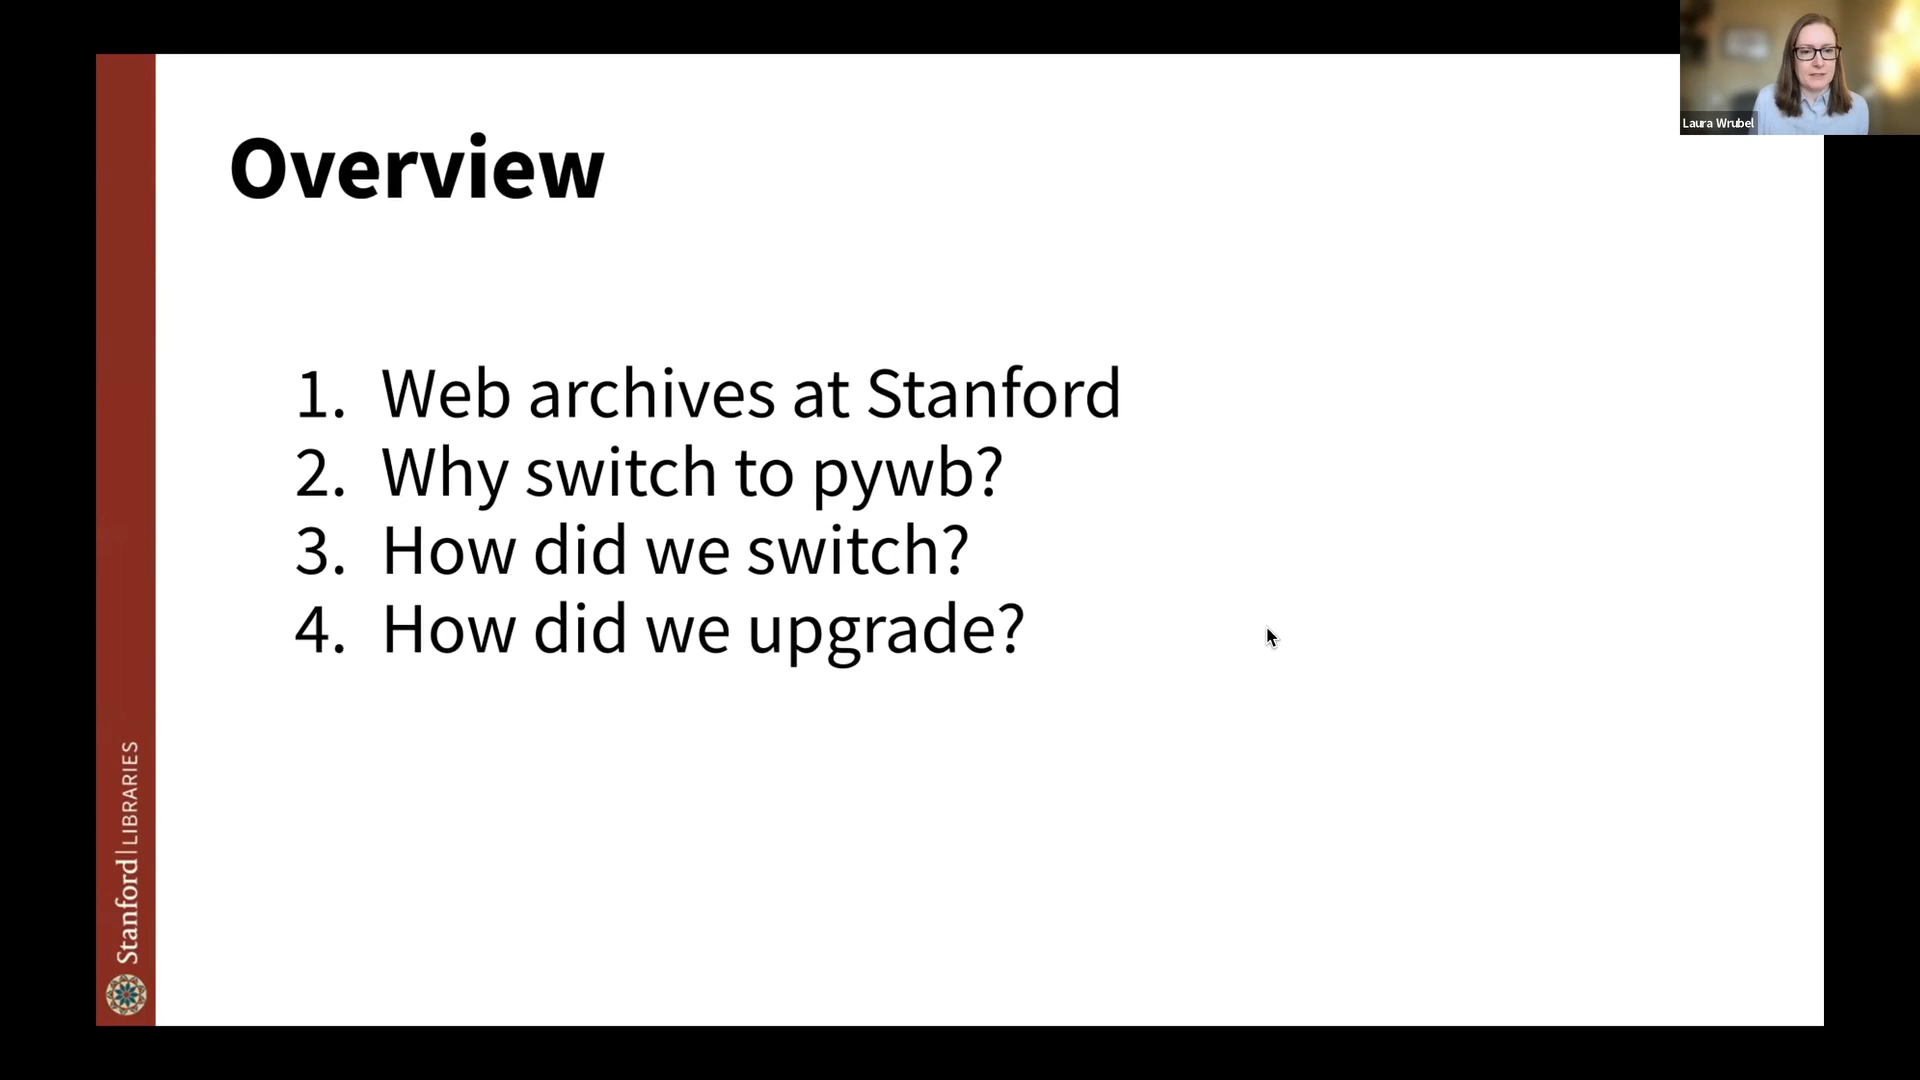 Overview
1. Web archives at Stanford
2. Why switch to pywb?
3. How did we switch?
4. How did we upgrade?
Stanford | LIBRARIES
Laura Wrubel